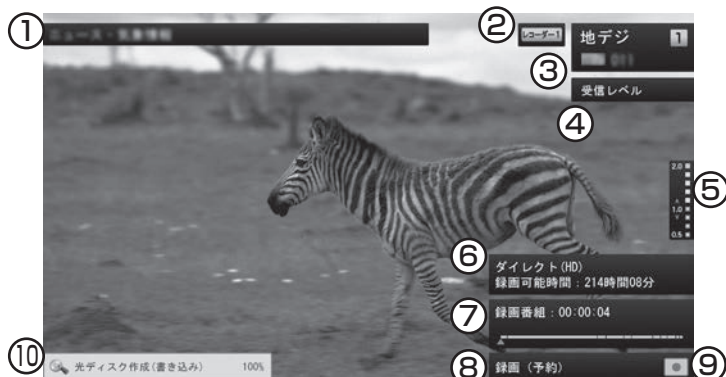 ①
ニュース・気象情報
②
レコーダー1
地デジ 1
③
011
受信レベル
④
2.0
1.0
0.5
⑤
⑥
ダイレクト(HD)
録画可能時間:214時間08分
⑦
録画番組:00:00:04
⑩
光ディスク作成(書き込み) 100%
⑧
録画(予約)
⑨